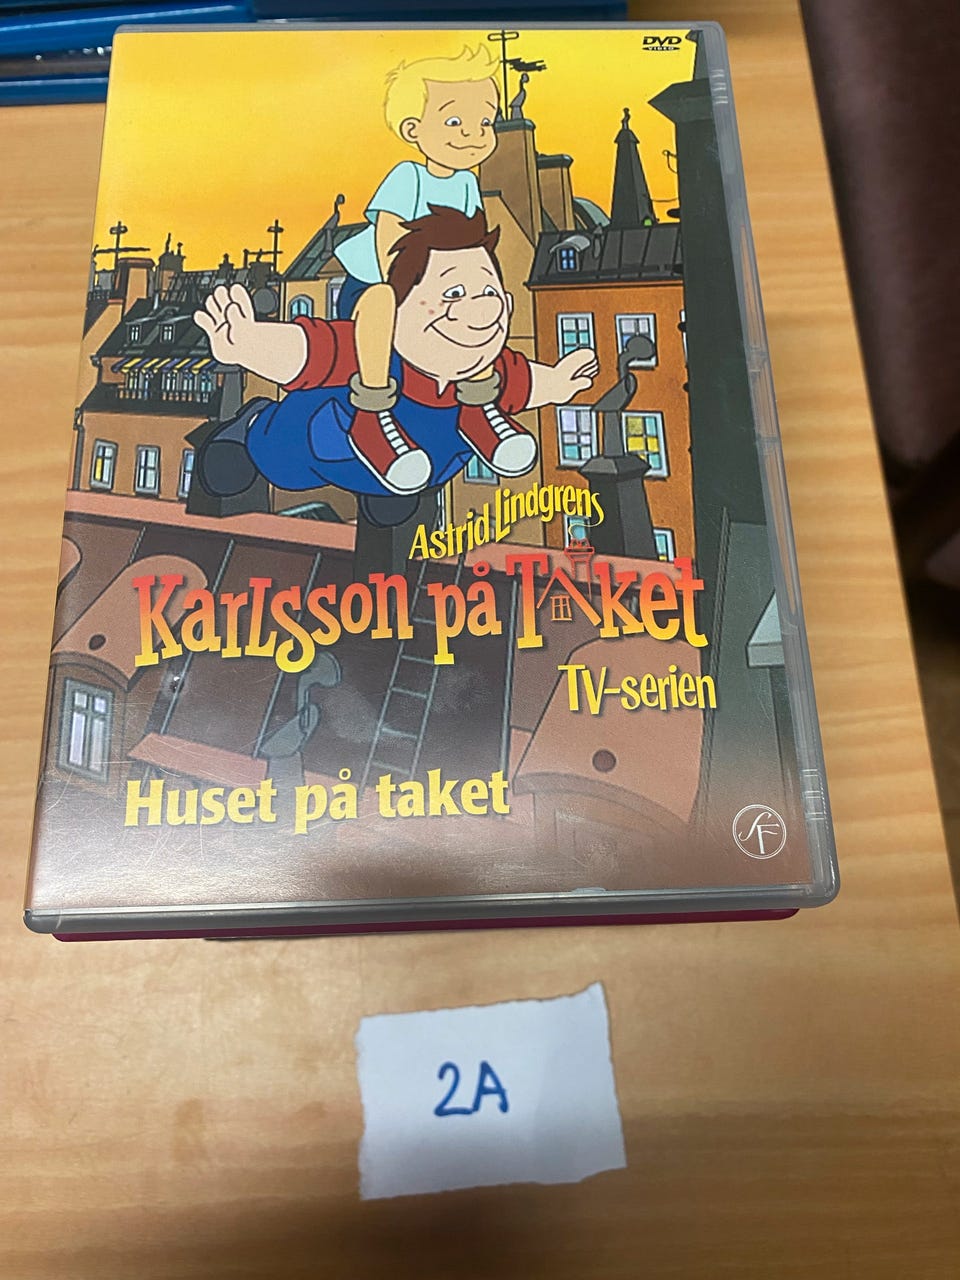 DVD
VIDEO
Astrid Lindgrens
Karlsson på Taket
TV-serien
Huset på taket
SF
2A